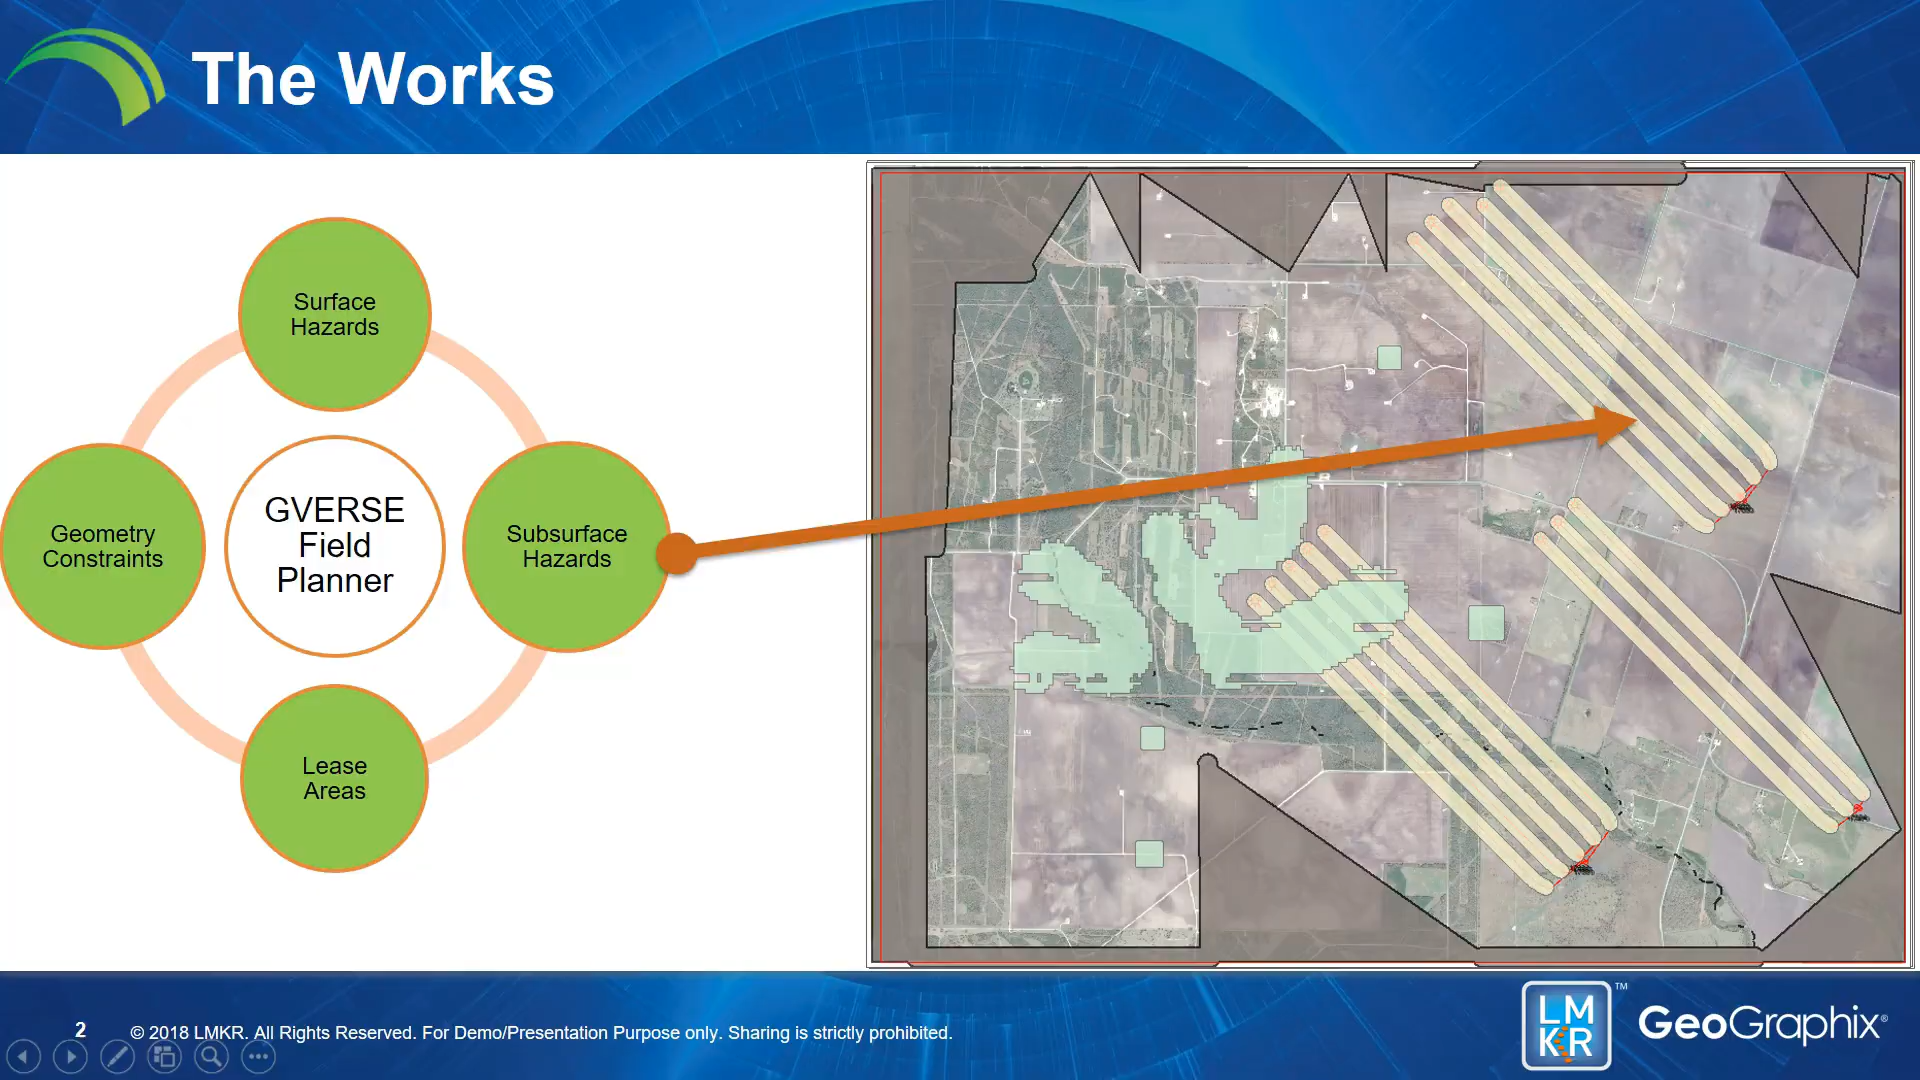 The Works
Surface
Hazards
Geometry
Constraints
GVERSE
Field
Planner
Subsurface
Hazards
Lease
Areas
2
© 2018 LMKR. All Rights Reserved. For Demo/Presentation Purpose only. Sharing is strictly prohibited.
LM
KR
™
GeoGraphix®